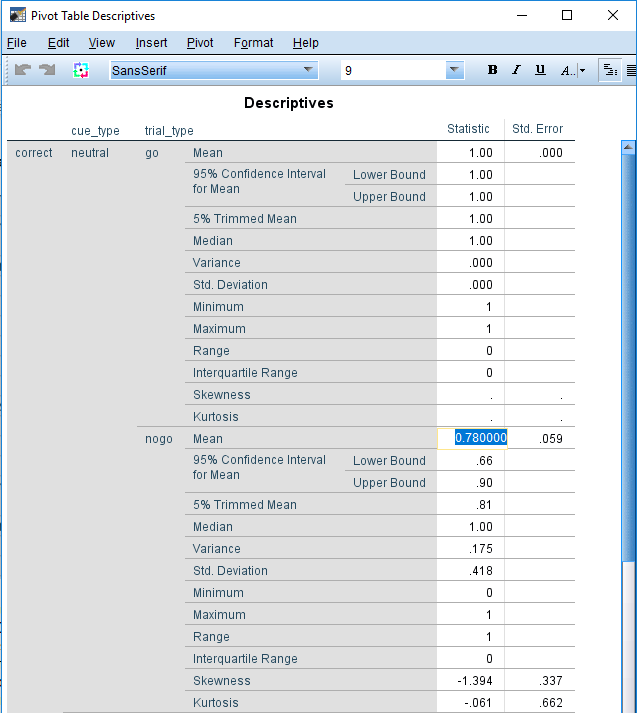 Pivot Table Descriptives
File Edit View Insert Pivot Format Help
SansSerif 9 B I U A..
Descriptives
cue_type trial_type Statistic Std. Error
correct neutral go Mean 1.00 .000
95% Confidence Interval for Mean Lower Bound 1.00
Upper Bound 1.00
5% Trimmed Mean 1.00
Median 1.00
Variance .000
Std. Deviation .000
Minimum 1
Maximum 1
Range 0
Interquartile Range 0
Skewness . .
Kurtosis . .
nogo Mean 0.780000 .059
95% Confidence Interval for Mean Lower Bound .66
Upper Bound .90
5% Trimmed Mean .81
Median 1.00
Variance .175
Std. Deviation .418
Minimum 0
Maximum 1
Range 1
Interquartile Range 0
Skewness -1.394 .337
Kurtosis -.061 .662